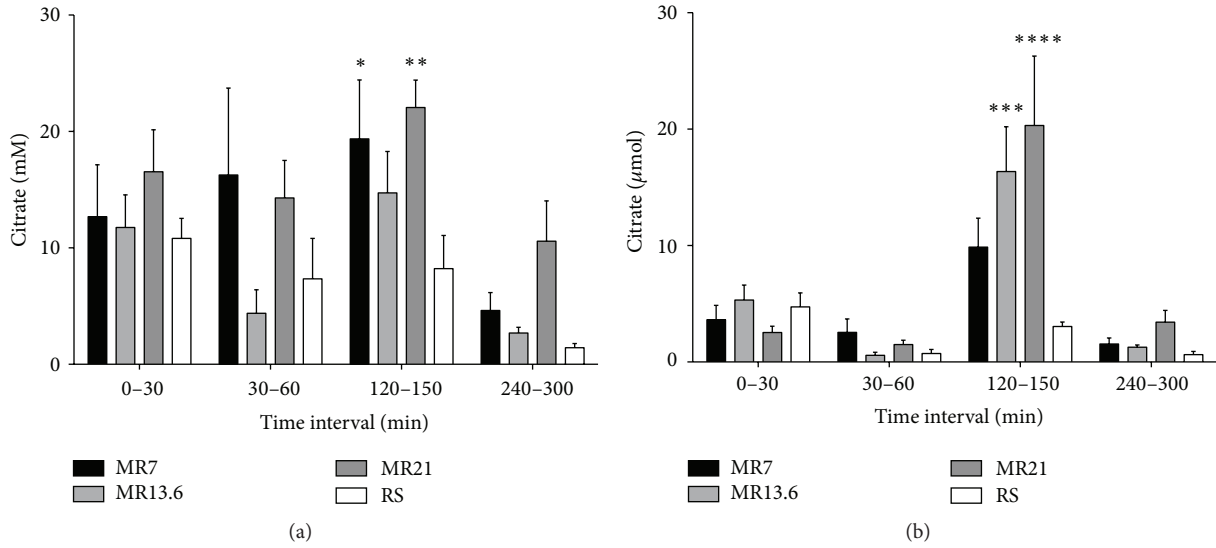 30
20
10
0
Citrate (mM)
*
**
0–30
30–60
120–150
240–300
Time interval (min)
MR7
MR13.6
MR21
RS
(a)
30
20
10
0
Citrate (μmol)
***
****
0–30
30–60
120–150
240–300
Time interval (min)
MR7
MR13.6
MR21
RS
(b)